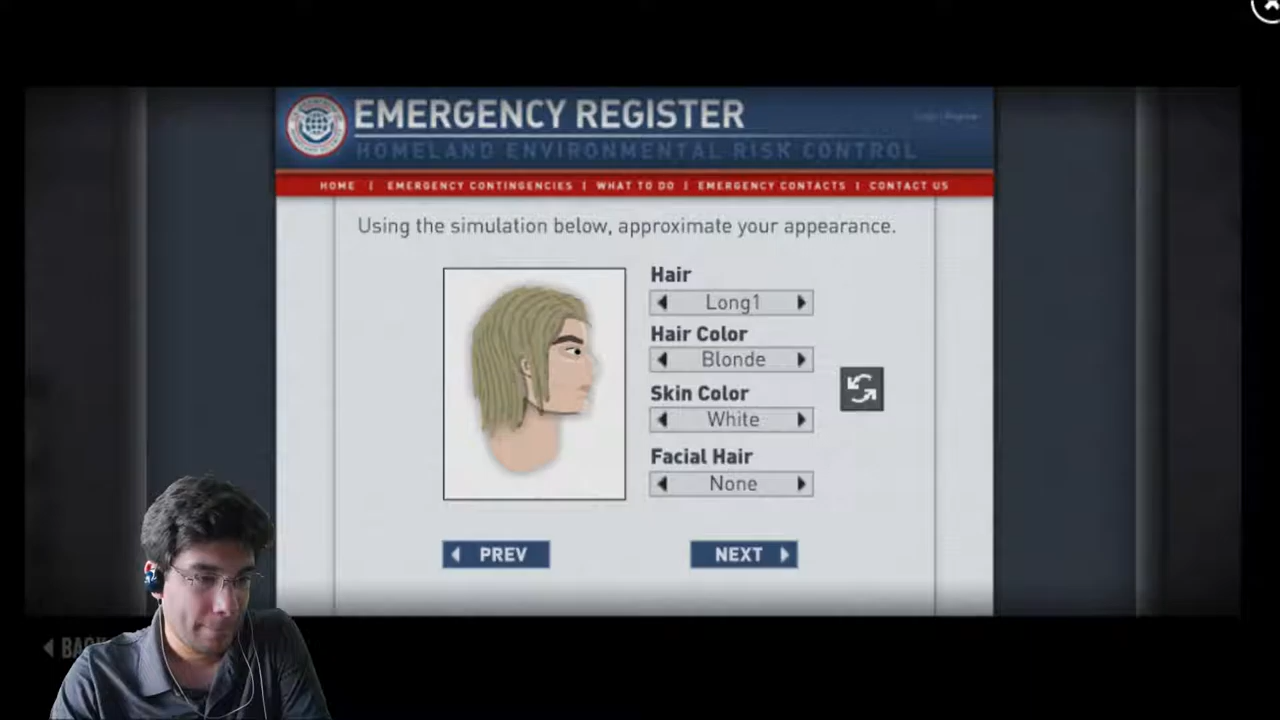 EMERGENCY REGISTER
HOMELAND ENVIRONMENTAL RISK CONTROL
HOME | EMERGENCY CONTINGENCIES | WHAT TO DO | EMERGENCY CONTACTS | CONTACT US
Using the simulation below, approximate your appearance.
Hair
Long1
Hair Color
Blonde
Skin Color
White
Facial Hair
None
PREV
NEXT